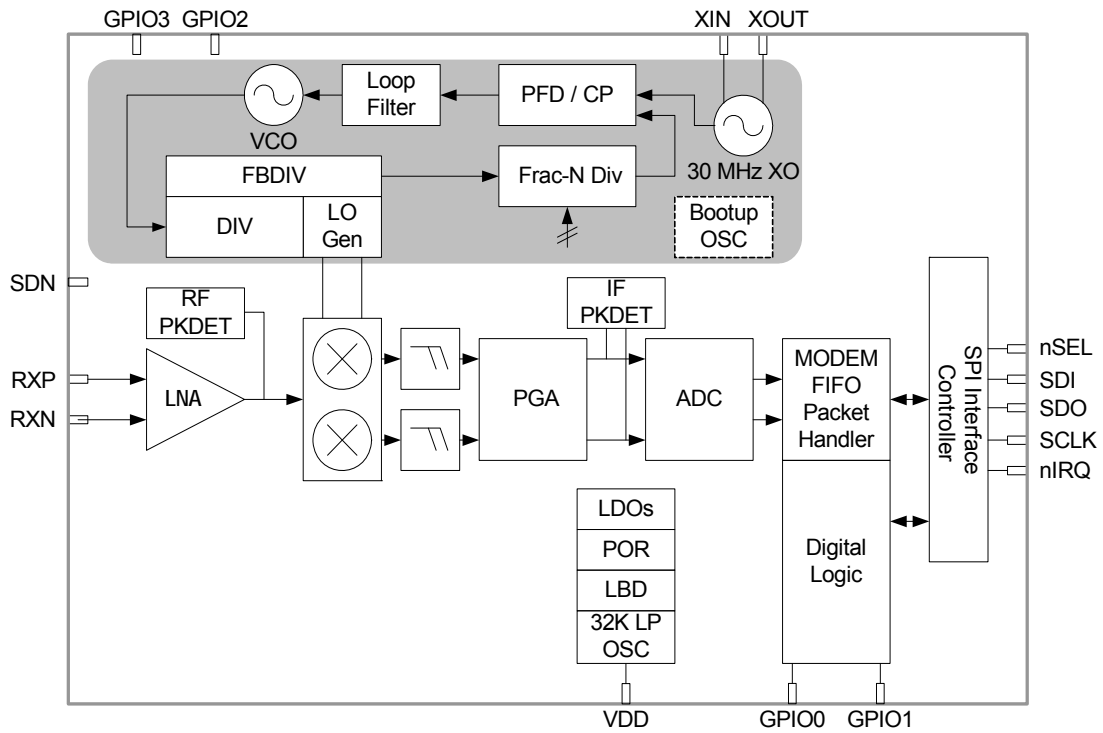 GPIO3 GPIO2
XIN XOUT
Loop
Filter
PFD / CP
VCO
30 MHz XO
FBDIV
Frac-N Div
DIV
LO
Gen
Bootup
OSC
SDN
RF
PKDET
IF
PKDET
RXP
RXN
LNA
PGA
ADC
MODEM
FIFO
Packet
Handler
SPI Interface
Controller
nSEL
SDI
SDO
SCLK
nIRQ
LDOs
POR
LBD
32K LP
OSC
Digital
Logic
VDD
GPIO0 GPIO1